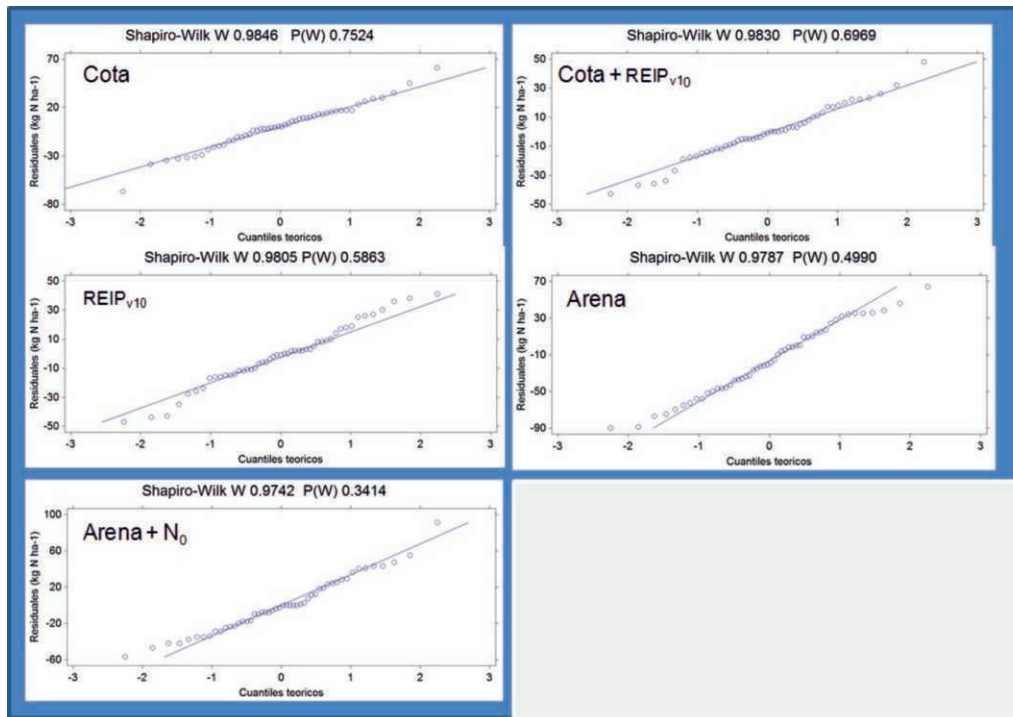 Shapiro-Wilk W 0.9846 P(W) 0.7524
Cota
Residuales (kg N ha-1)
70
20
-30
-80
-3 -2 -1 0 1 2 3
Cuantiles teoricos
Shapiro-Wilk W 0.9830 P(W) 0.6969
Cota + REIPv10
Residuales (kg N ha-1)
50
30
10
-10
-30
-50
-3 -2 -1 0 1 2 3
Cuantiles teoricos
Shapiro-Wilk W 0.9805 P(W) 0.5863
REIPv10
Residuales (kg N ha-1)
50
30
10
-10
-30
-50
-3 -2 -1 0 1 2 3
Cuantiles teoricos
Shapiro-Wilk W 0.9787 P(W) 0.4990
Arena
Residuales (kg N ha-1)
70
30
-10
-50
-90
-3 -2 -1 0 1 2 3
Cuantiles teoricos
Shapiro-Wilk W 0.9742 P(W) 0.3414
Arena + N0
Residuales (kg N ha-1)
100
60
20
-20
-60
-3 -2 -1 0 1 2 3
Cuantiles teoricos